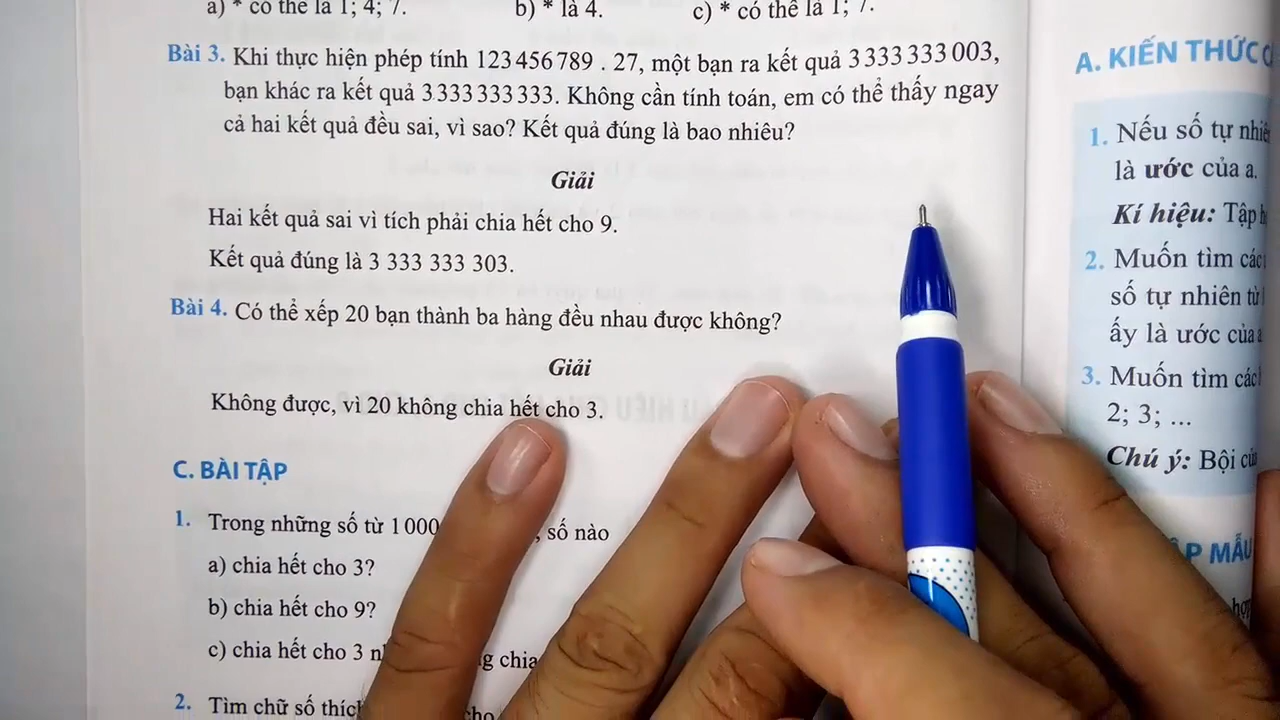 a) * có thể là 1; 4; 7. b) * là 4. c) * có thể là 1; 7.
Bài 3. Khi thực hiện phép tính 123 456 789 . 27, một bạn ra kết quả 3 333 333 003,
bạn khác ra kết quả 3 333 333 333. Không cần tính toán, em có thể thấy ngay
cả hai kết quả đều sai, vì sao? Kết quả đúng là bao nhiêu?
Giải
Hai kết quả sai vì tích phải chia hết cho 9.
Kết quả đúng là 3 333 333 303.
Bài 4. Có thể xếp 20 bạn thành ba hàng đều nhau được không?
Giải
Không được, vì 20 không chia hết cho 3.
C. BÀI TẬP
1. Trong những số từ 1 000 , số nào
a) chia hết cho 3?
b) chia hết cho 9?
c) chia hết cho 3 chia
2. Tìm chữ số cho
A. KIẾN THỨC
1. Nếu số tự
là ước của a.
Kí hiệu: Tập
2. Muốn tìm các
số tự nhiên từ
ấy là ước của
3. Muốn tìm các
2; 3; ...
Chú ý: Bội
MẪU